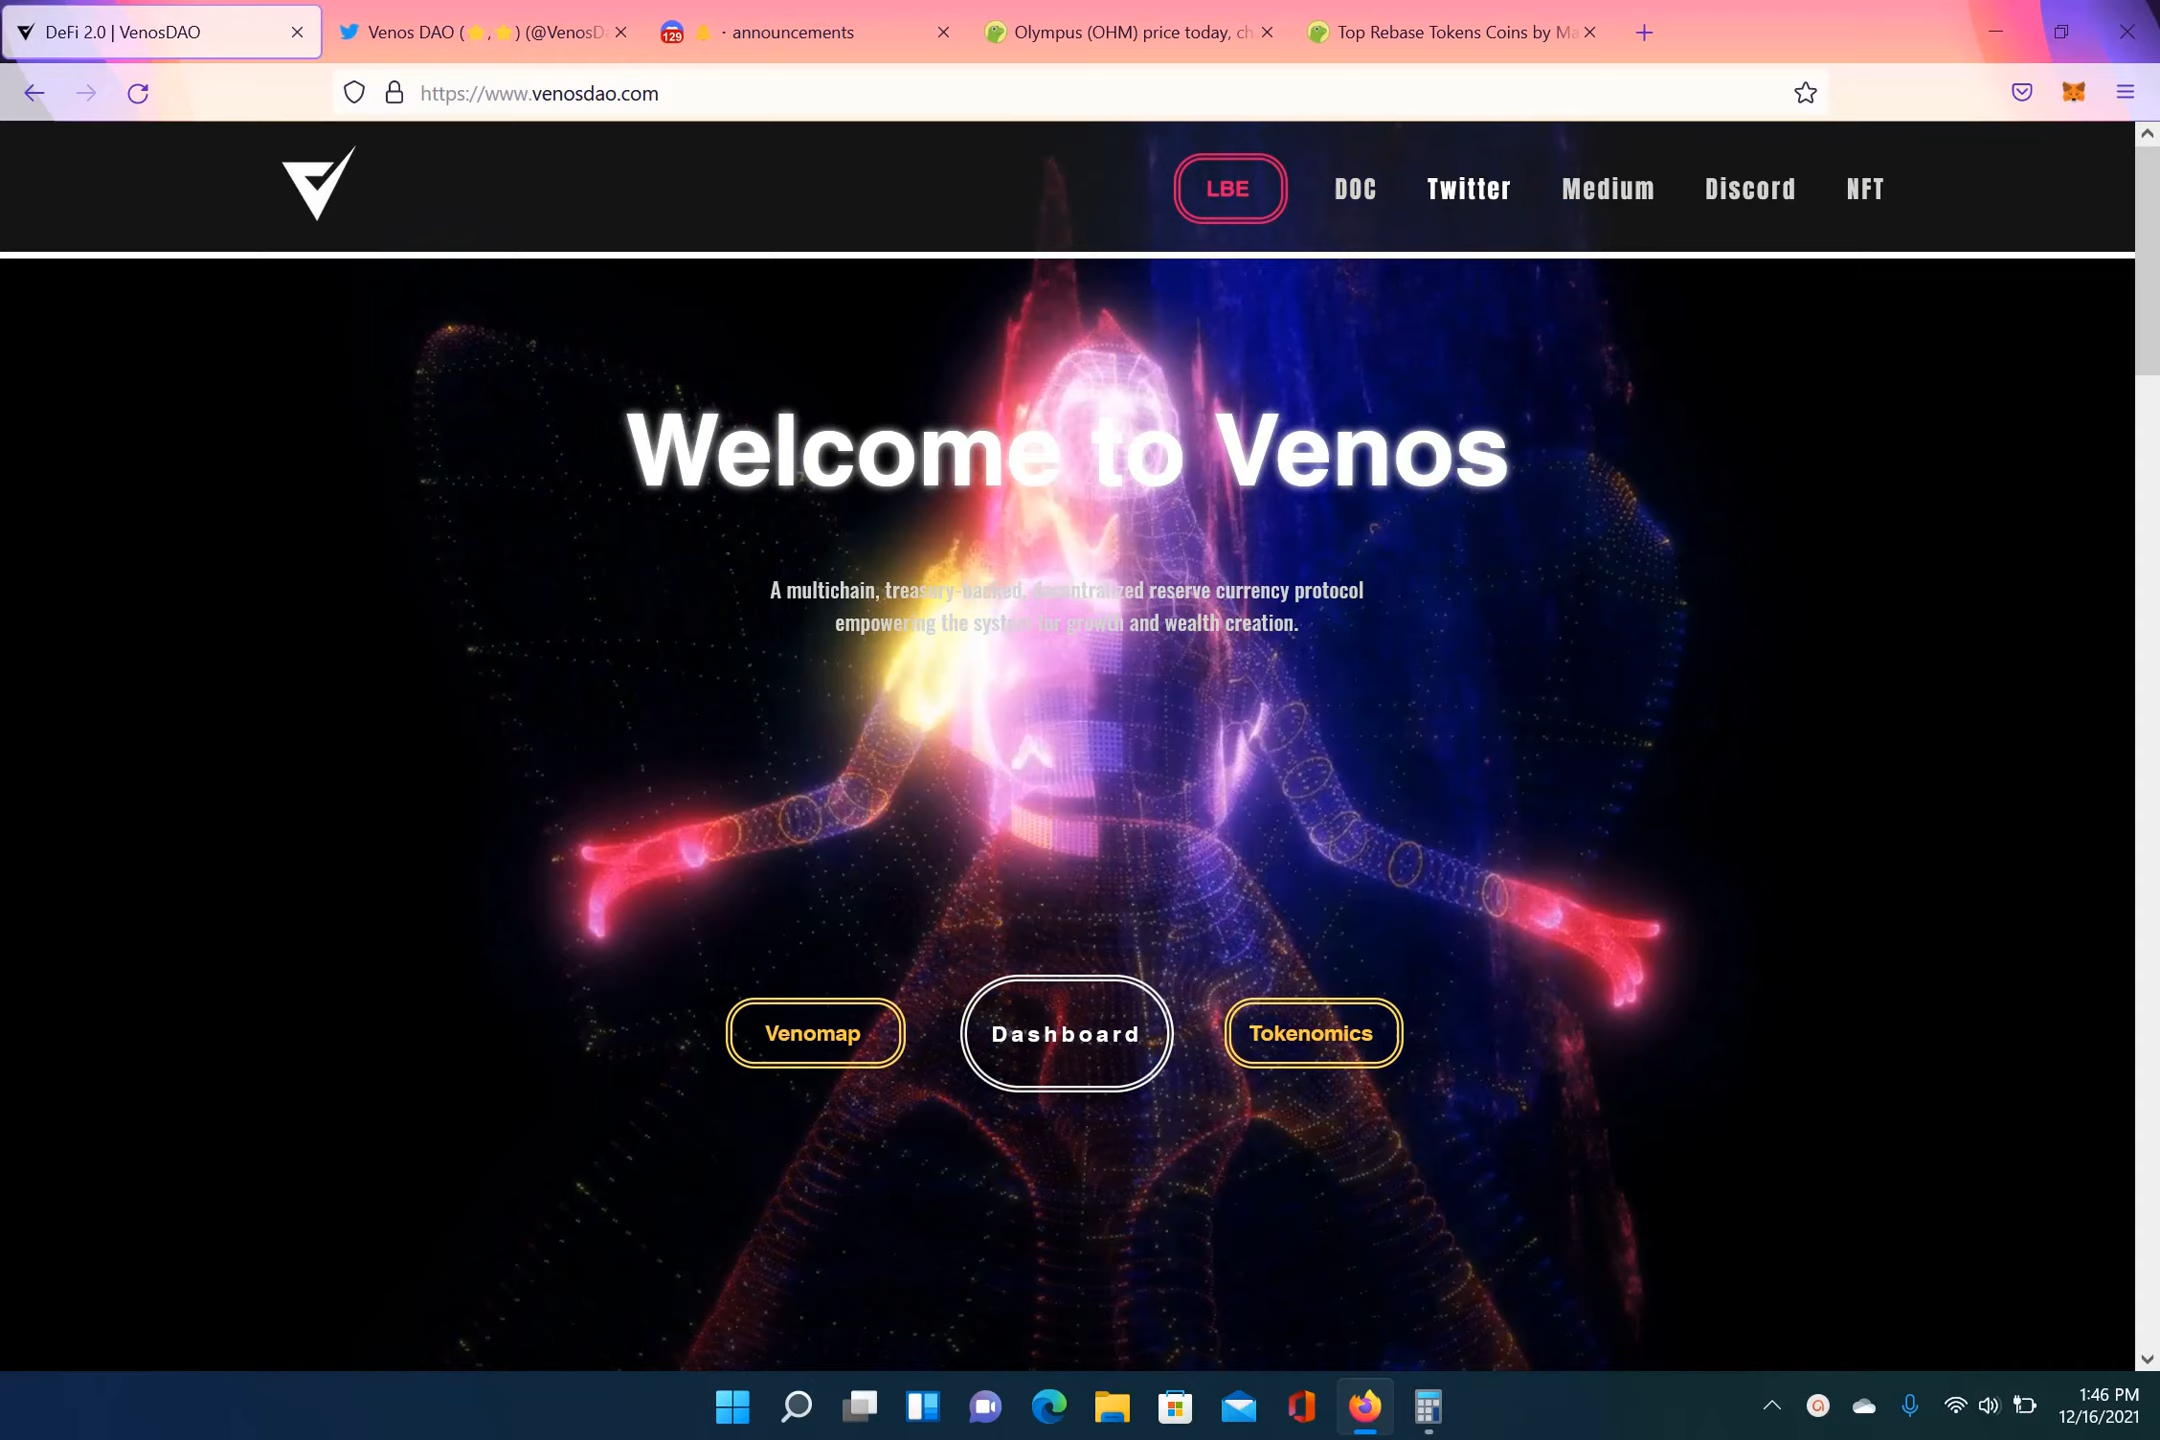 DeFi 2.0 | VenosDAO
Venos DAO (⭐,⭐) (@VenosD
129
· announcements
Olympus (OHM) price today, ch
Top Rebase Tokens Coins by Ma
https://www.venosdao.com
LBE
DOC
Twitter
Medium
Discord
NFT
Welcome to Venos
A multichain, treasury-backed, decentralized reserve currency protocol
empowering the system for growth and wealth creation.
Venomap
Dashboard
Tokenomics
1:46 PM
12/16/2021